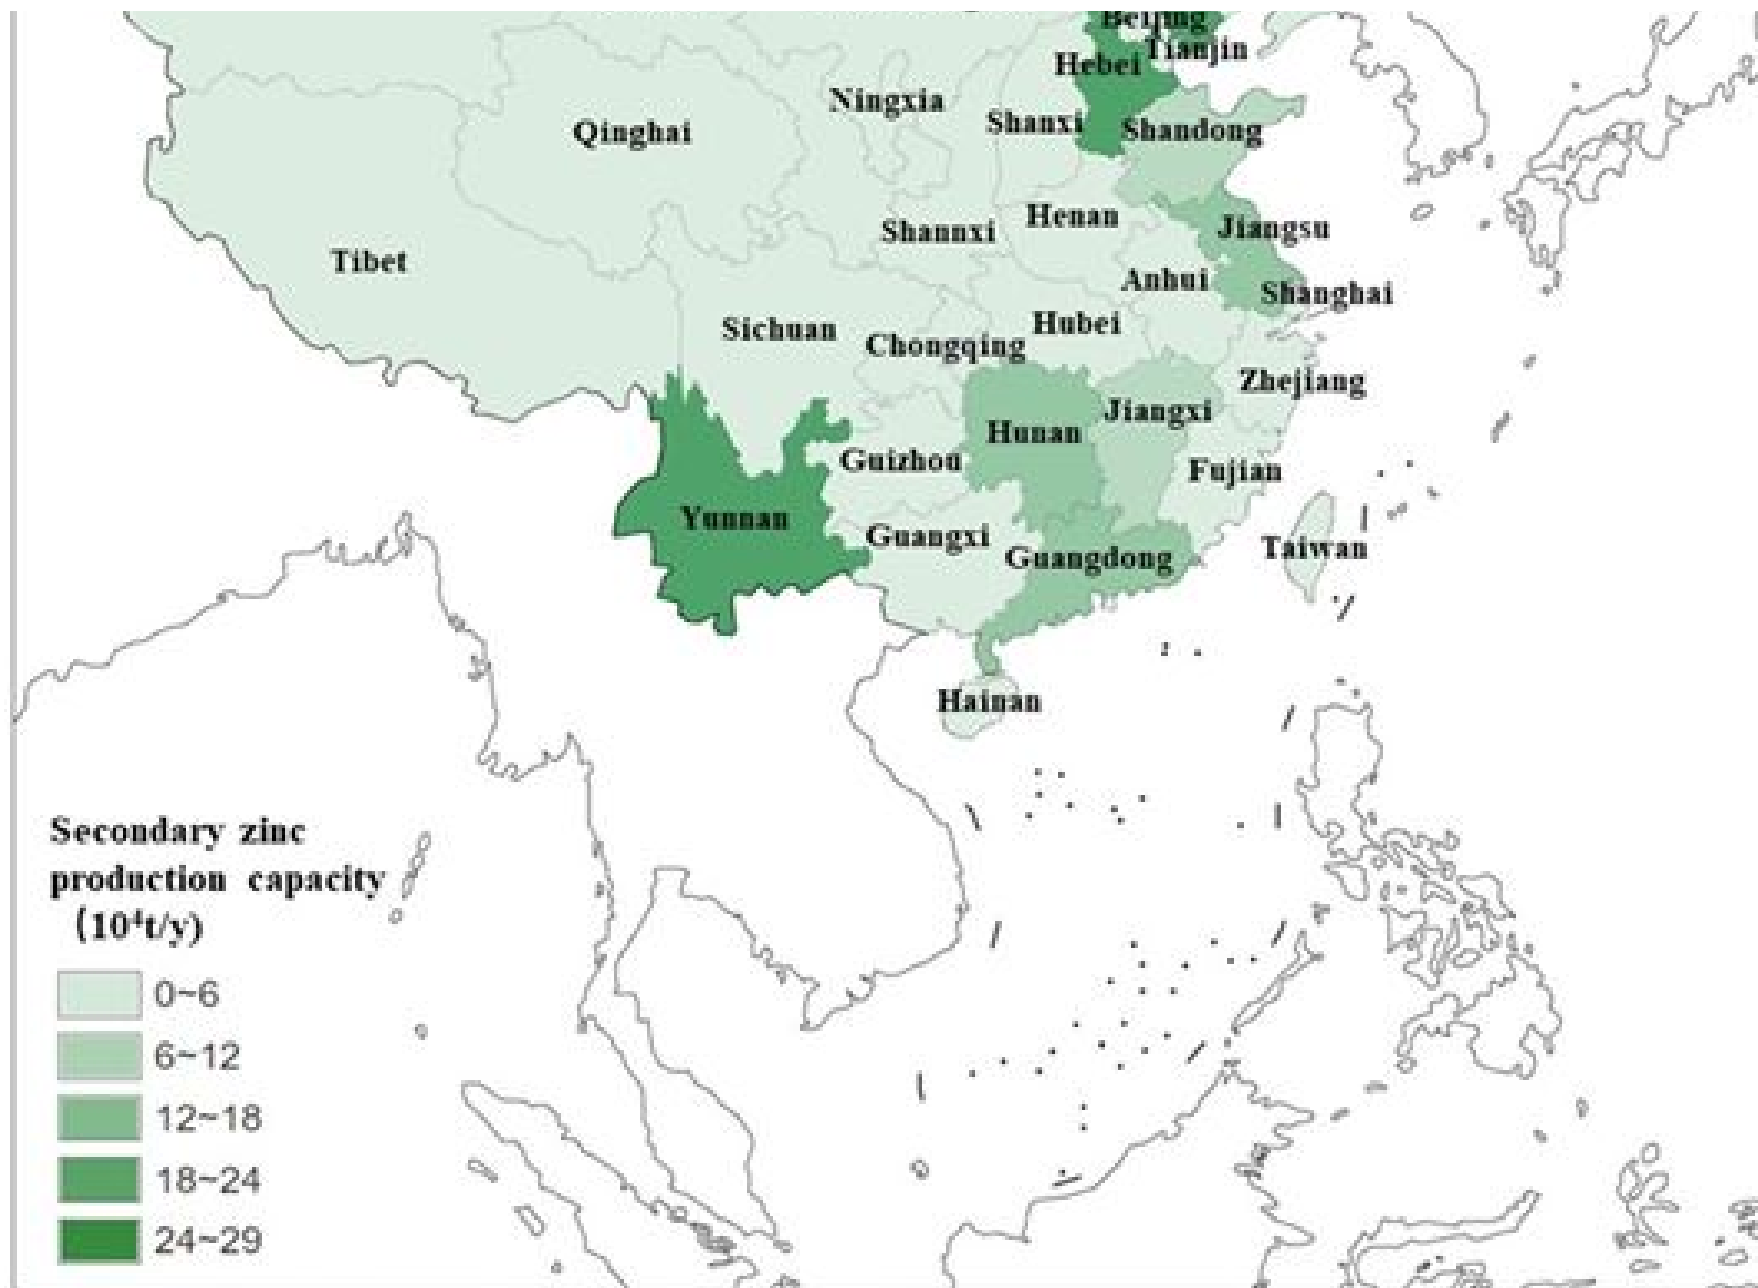 Beijing
Tianjin
Hebei
Ningxia
Shanxi
Shandong
Qinghai
Henan
Jiangsu
Shannxi
Tibet
Anhui
Shanghai
Sichuan
Hubei
Chongqing
Zhejiang
Jiangxi
Hunan
Guizhou
Fujian
Yunnan
Guangxi
Guangdong
Taiwan
Hainan
Secondary zinc
production capacity
(10⁴t/y)
0~6
6~12
12~18
18~24
24~29